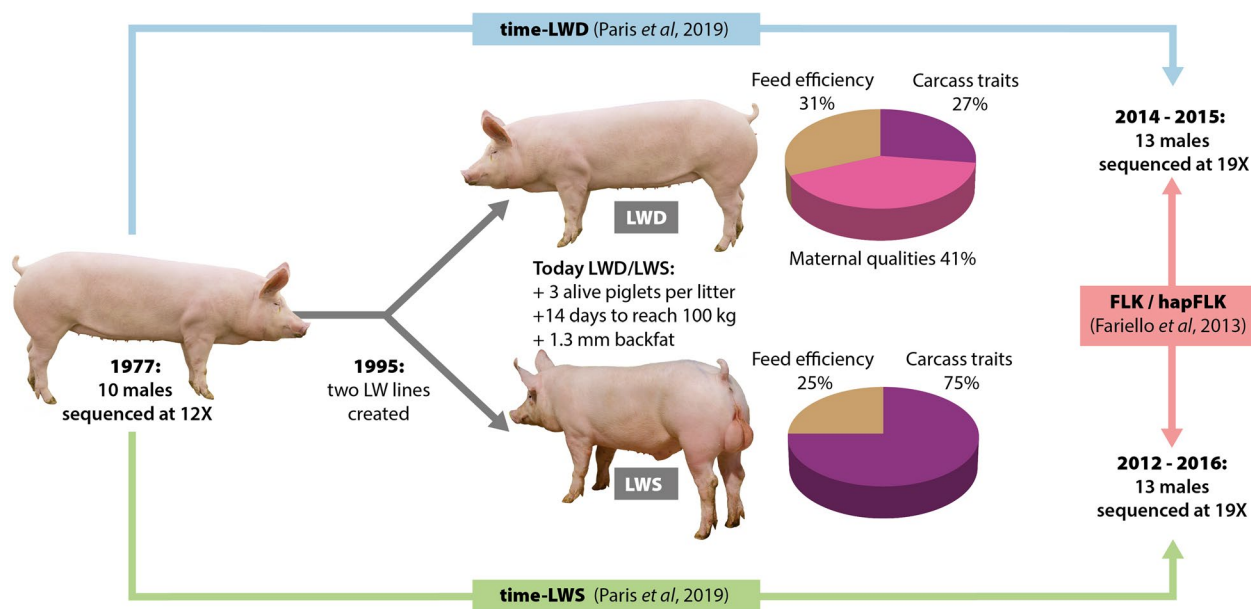 time-LWD (Paris et al, 2019)
Feed efficiency
31%
Carcass traits
27%
2014 - 2015:
13 males
sequenced at 19X
LWD
Maternal qualities 41%
Today LWD/LWS:
+ 3 alive piglets per litter
+14 days to reach 100 kg
+ 1.3 mm backfat
FLK / hapFLK
(Fariello et al, 2013)
1977:
10 males
sequenced at 12X
1995:
two LW lines
created
Feed efficiency
25%
Carcass traits
75%
LWS
2012 - 2016:
13 males
sequenced at 19X
time-LWS (Paris et al, 2019)